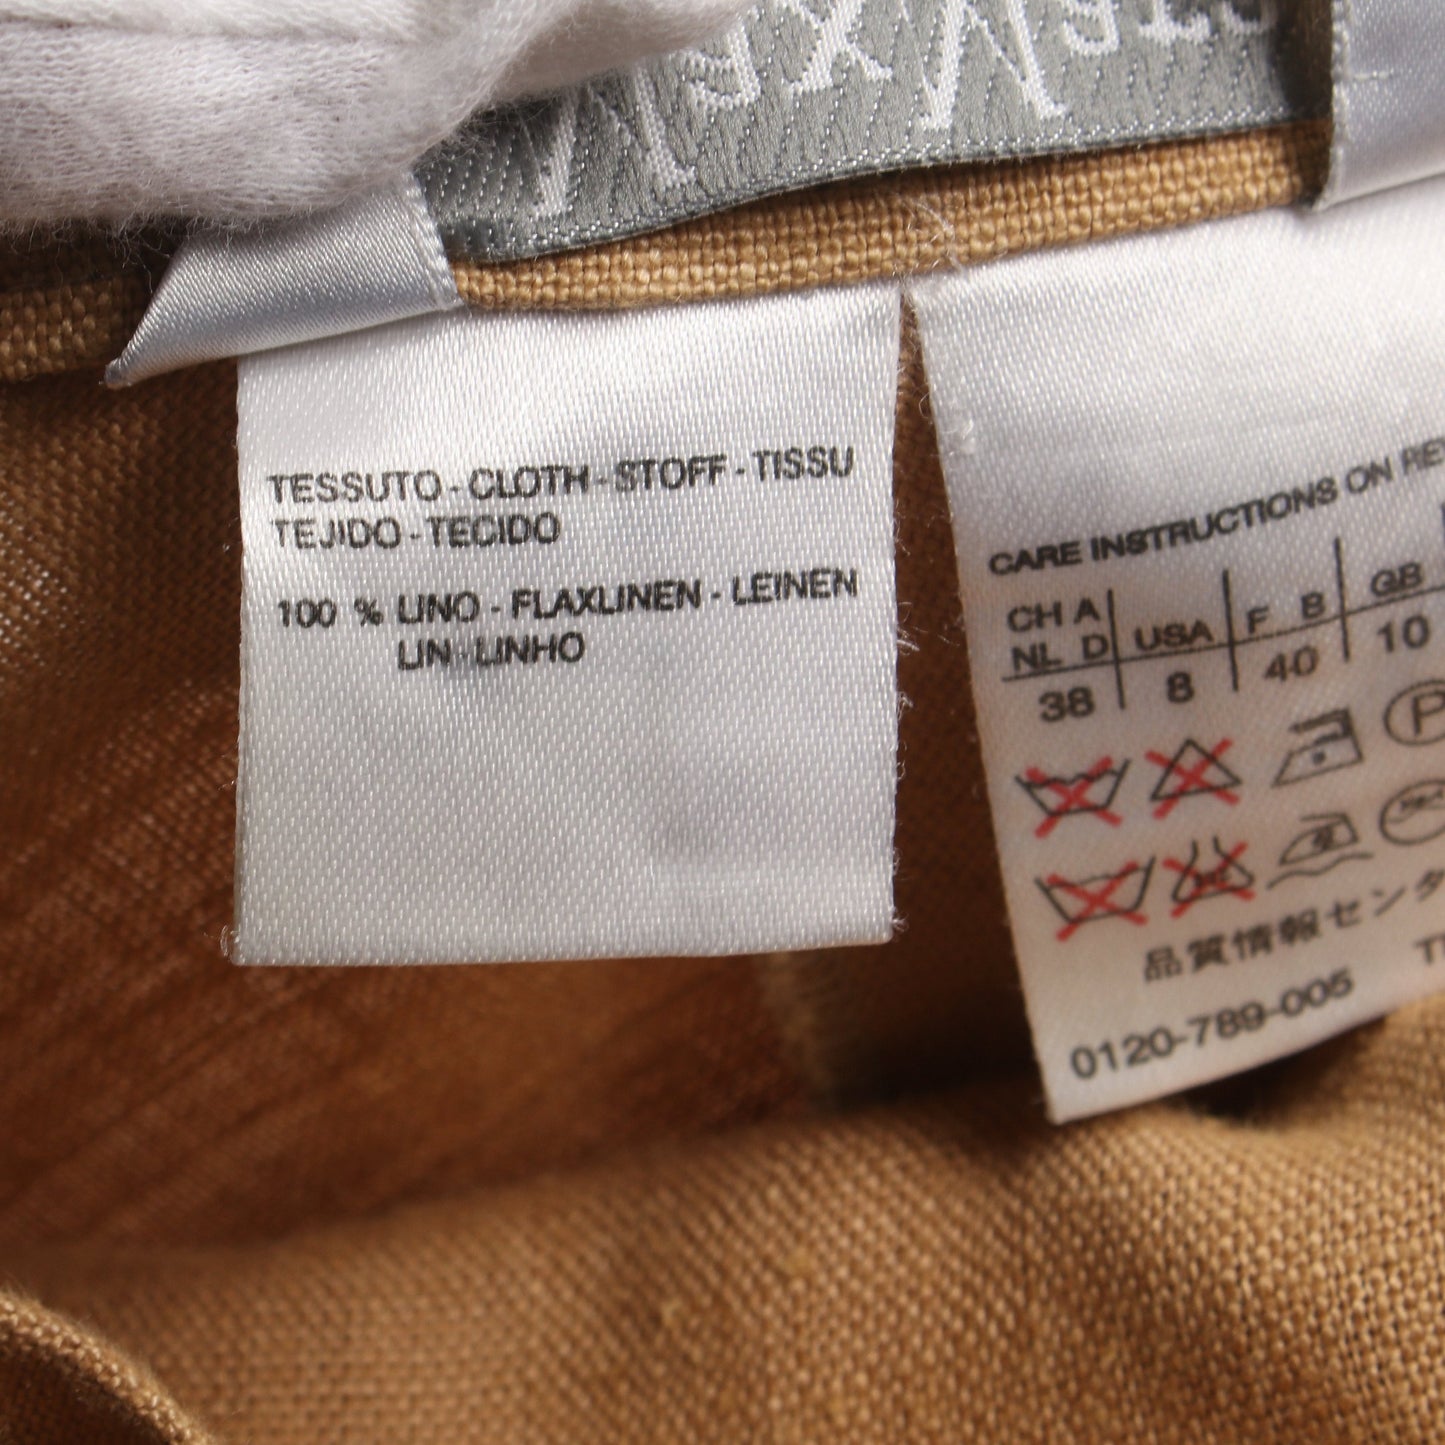 TESSUTO - CLOTH - STOFF - TISSU
TEJIDO - TECIDO
100 % LINO - FLAXLINEN - LEINEN
LIN - LINHO
CARE INSTRUCTIONS ON
CH A
NL D
USA
F B
GB
38
8
40
10
P
品質情報センタ
0120-789-005